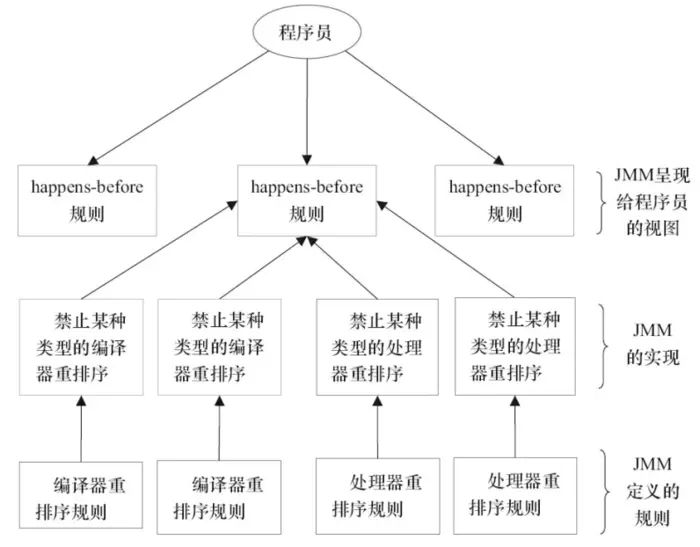 程序员
happens-before
规则
happens-before
规则
happens-before
规则
JMM呈现
给程序员
的视图
禁止某种
类型的编译
器重排序
禁止某种
类型的编译
器重排序
禁止某种
类型的处理
器重排序
禁止某种
类型的处理
器重排序
JMM
的实现
编译器重
排序规则
编译器重
排序规则
处理器重
排序规则
处理器重
排序规则
JMM
定义的
规则